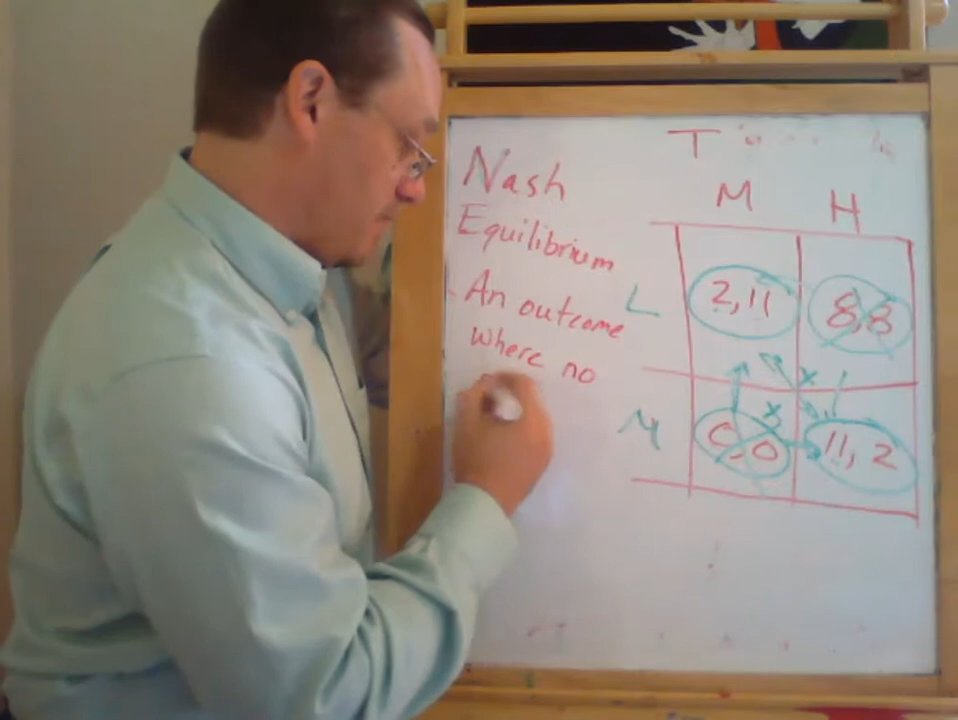 Nash
Equilibrium
- An outcome
where no
T
M H
L 2,11 8,8
M 0,0 11,2